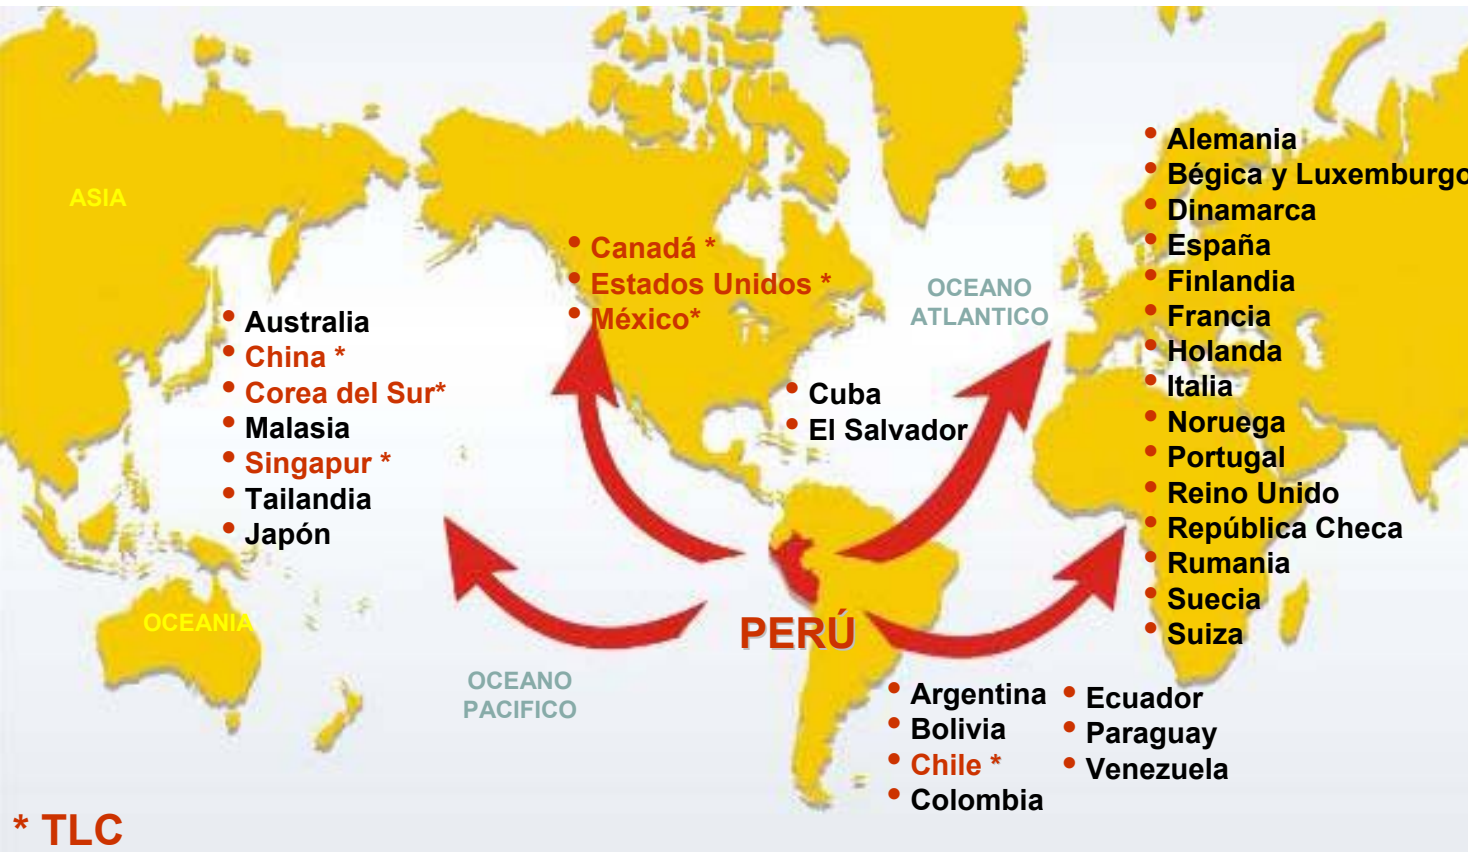 ASIA
• Australia
• China *
• Corea del Sur*
• Malasia
• Singapur *
• Tailandia
• Japón
OCEANIA
OCEANO
PACIFICO
• Canadá *
• Estados Unidos *
• México*
• Cuba
• El Salvador
OCEANO
ATLANTICO
• Alemania
• Bégica y Luxemburgo
• Dinamarca
• España
• Finlandia
• Francia
• Holanda
• Italia
• Noruega
• Portugal
• Reino Unido
• República Checa
• Rumania
• Suecia
• Suiza
PERÚ
• Argentina
• Bolivia
• Chile *
• Colombia
• Ecuador
• Paraguay
• Venezuela
* TLC